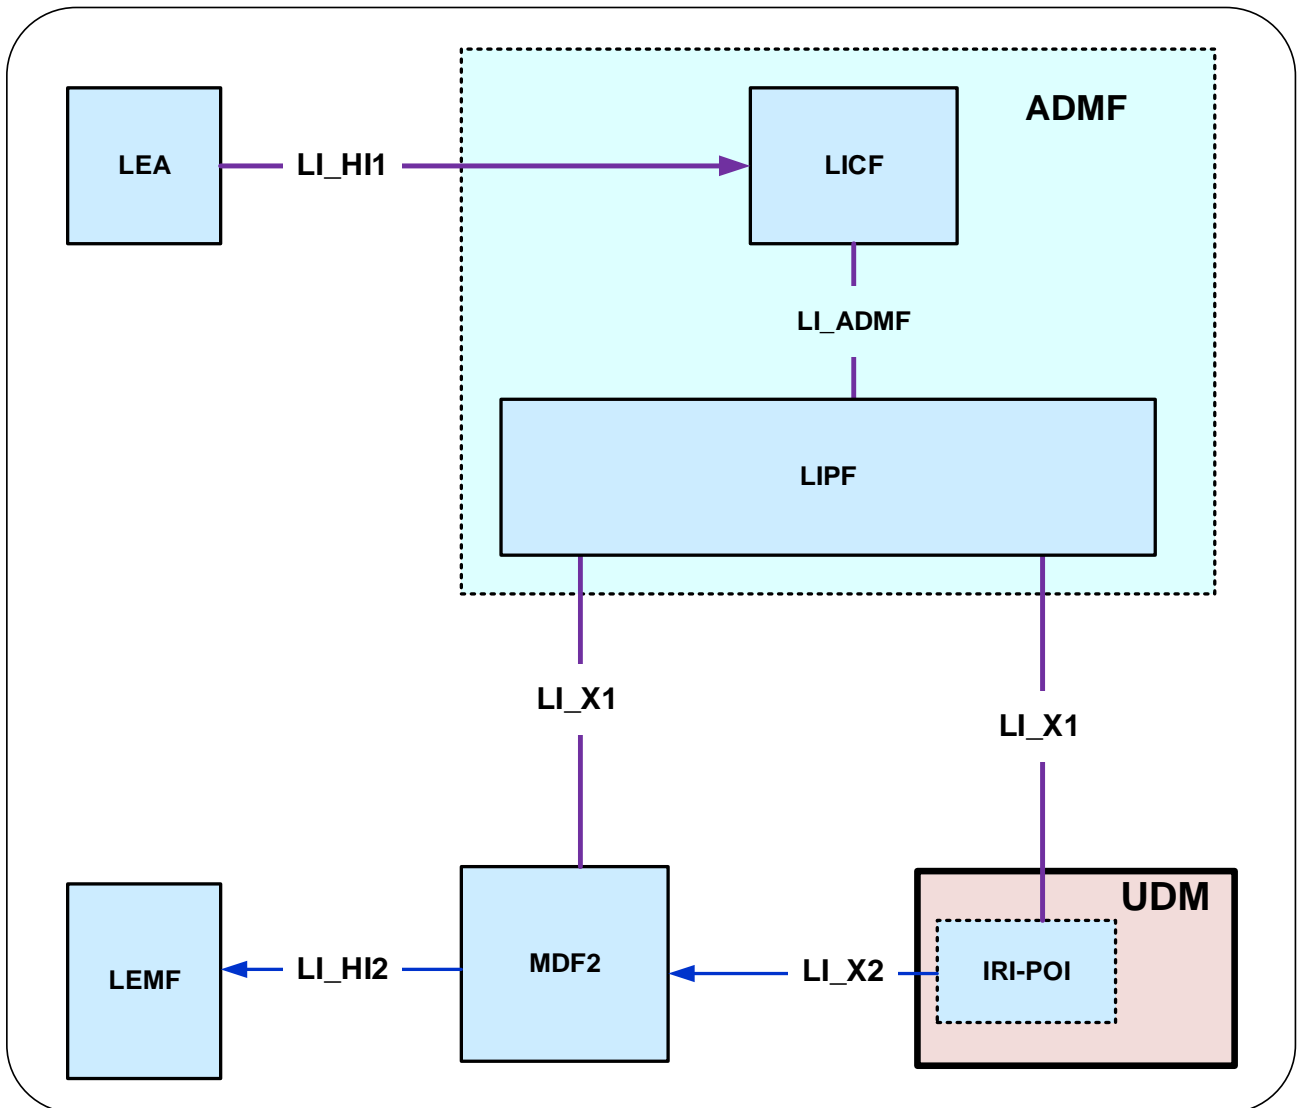 ADMF
LEA
LI_HI1
LICF
LI_ADMF
LIPF
LI_X1
LI_X1
UDM
LEMF
LI_HI2
MDF2
LI_X2
IRI-POI